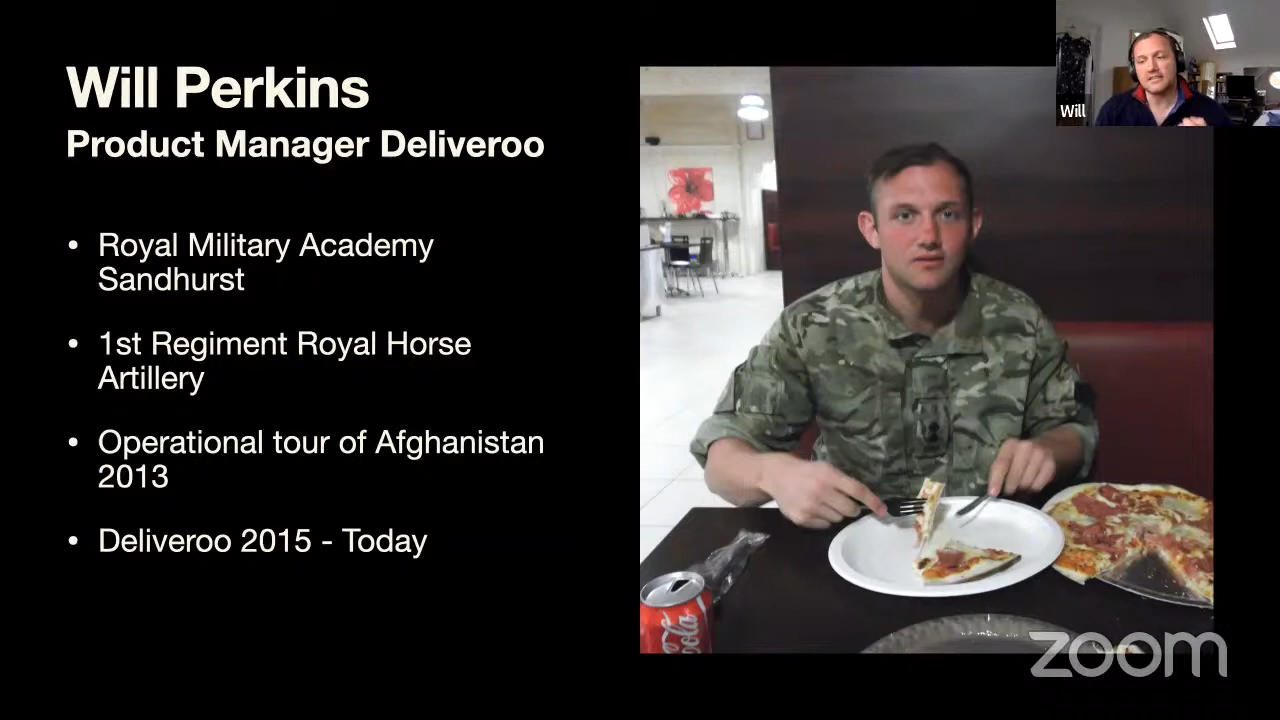 Will Perkins
Product Manager Deliveroo
• Royal Military Academy
Sandhurst
• 1st Regiment Royal Horse
Artillery
• Operational tour of Afghanistan
2013
• Deliveroo 2015 - Today
Will
Cola
zoom